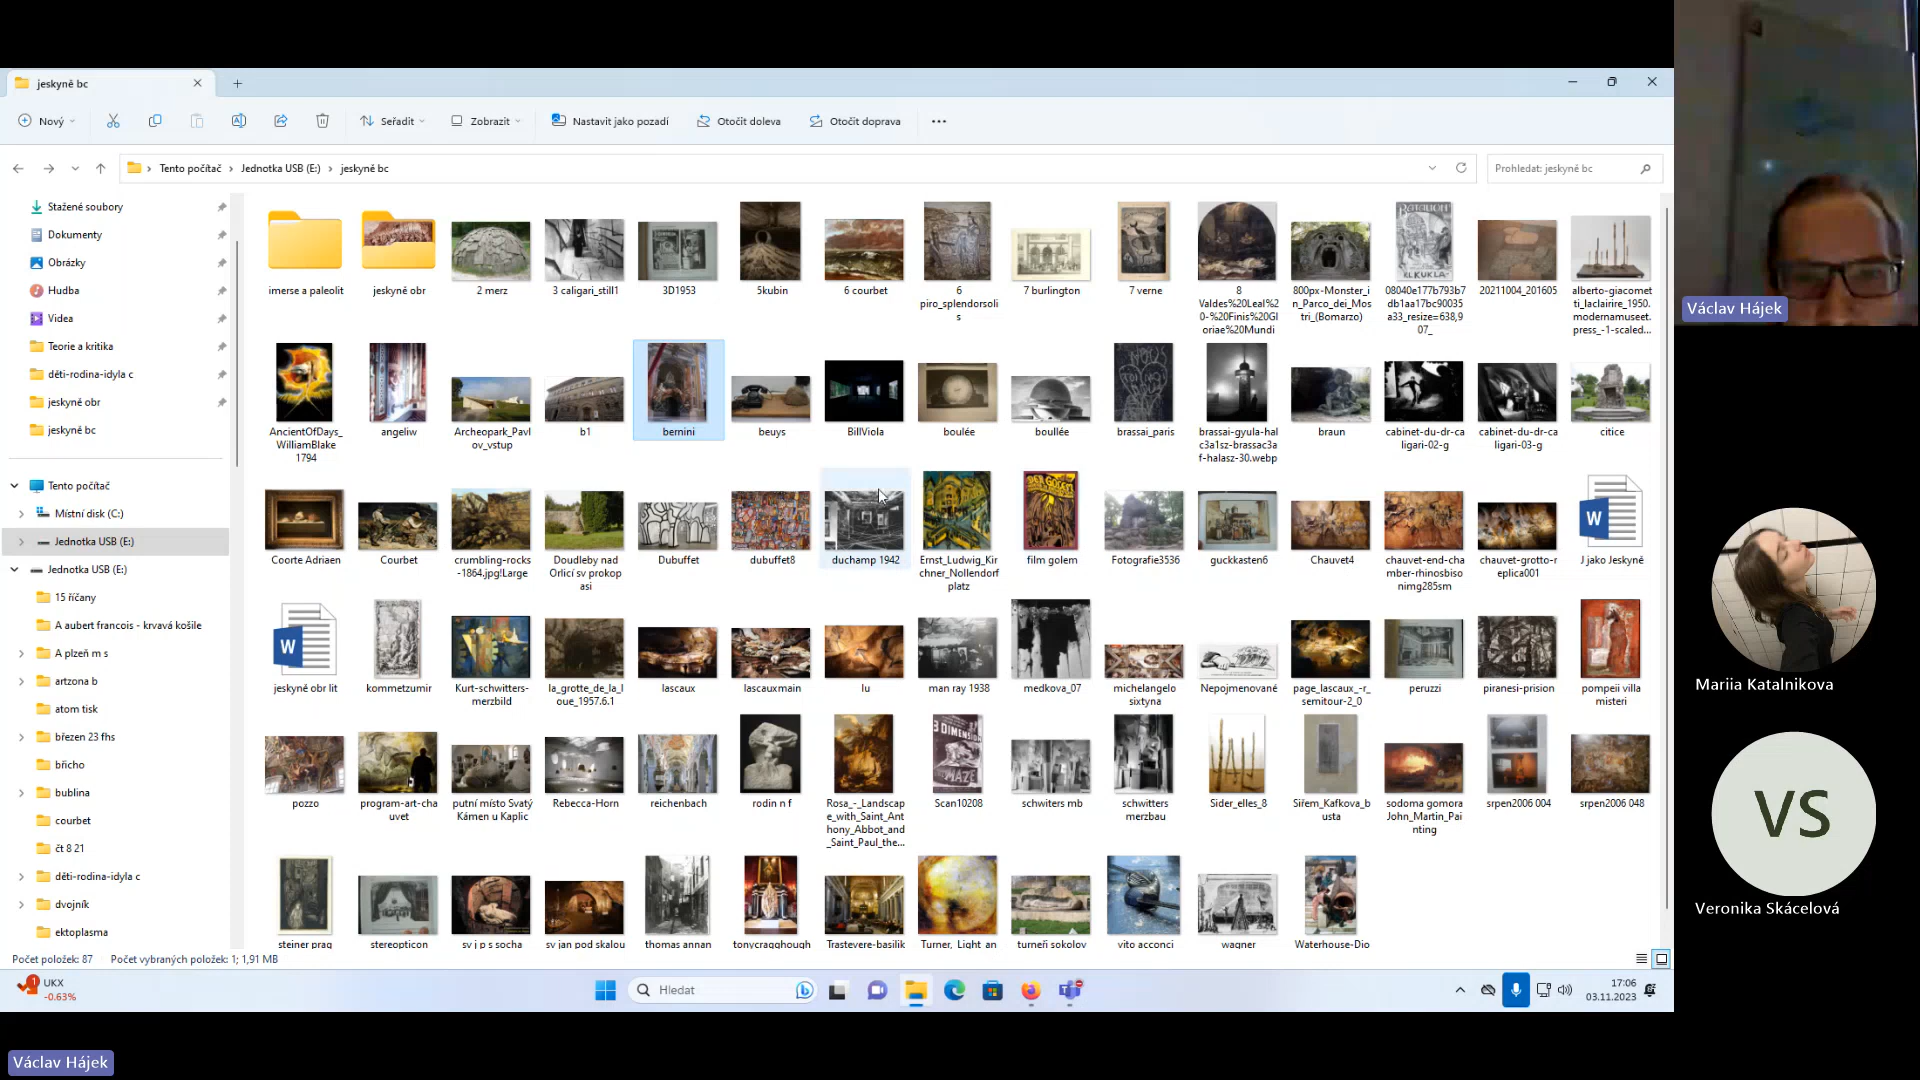 jeskyně bc
Nový
Seřadit
Zobrazit
Nastavit jako pozadí
Otočit doleva
Otočit doprava
Tento počítač
Jednotka USB (E:)
jeskyně bc
Prohledat: jeskyně bc
Stažené soubory
Dokumenty
Obrázky
Hudba
Videa
Teorie a kritika
děti-rodina-idyla c
jeskyně obr
jeskyně bc
Tento počítač
Místní disk (C:)
Jednotka USB (E:)
Jednotka USB (E:)
15 říčany
A aubert francois - krvavá košile
A plzeň m s
artzona b
atom tisk
březen 23 fhs
břicho
bublina
courbet
čt 8 21
děti-rodina-idyla c
dvojník
ektoplasma
imerse a paleolit
jeskyně obr
2 merz
3 caligari_still1
3D1953
5kubin
6 courbet
6
piro_splendorsoli
s
7 burlington
7 verne
8
Valdes%20Leal%2
0-%20Finis%20Gl
oriae%20Mundi
800px-Monster_i
n_Parco_dei_Mos
tri_(Bomarzo)
08040e177b793b7
db1aa17bc90035
a33_resize=638,9
07_
20211004_201605
alberto-giacomet
ti_laclairire_1950.
modernamuseet.
press_-1-scaled...
AncientOfDays_
WilliamBlake
1794
angeliw
Archeopark_Pavl
ov_vstup
b1
bernini
beuys
BillViola
boulée
boullée
brassai_paris
brassai-gyula-hal
c3a1sz-brassac3a
f-halasz-30.webp
braun
cabinet-du-dr-ca
ligari-02-g
cabinet-du-dr-ca
ligari-03-g
citice
Coorte Adriaen
Courbet
crumbling-rocks
-1864.jpg!Large
Doudleby nad
Orlicí sv prokop
asi
Dubuffet
dubuffet8
duchamp 1942
Ernst_Ludwig_Kir
chner_Nollendorf
platz
film golem
Fotografie3536
guckkasten6
Chauvet4
chauvet-end-cha
mber-rhinosbiso
nimg285sm
chauvet-grotto-r
eplica001
J jako Jeskyně
jeskyně obr lit
kommetzumir
Kurt-schwitters-
merzbild
la_grotte_de_la_l
oue_1957.6.1
lascaux
lascauxmain
lu
man ray 1938
medkova_07
michelangelo
sixtyna
Nepojmenované
page_lascaux_-r_
semitour-2_0
peruzzi
piranesi-prision
pompeii villa
misteri
pozzo
program-art-cha
uvet
putní místo Svatý
Kámen u Kaplic
Rebecca-Horn
reichenbach
rodin n f
Rosa_-_Landscap
e_with_Saint_Ant
hony_Abbot_and
_Saint_Paul_the...
Scan10208
schwiters mb
schwitters
merzbau
Sider_elles_8
Siřem_Kafkova_b
usta
sodoma gomora
John_Martin_Pai
nting
srpen2006 004
srpen2006 048
steiner prag
stereopticon
sv j p s socha
sv jan pod skalou
thomas annan
tonycragghough
Trastevere-basilik
Turner, Light an
turneři sokolov
vito acconci
wagner
Waterhouse-Dio
Počet položek: 87
Počet vybraných položek: 1; 1,91 MB
1
UKX
-0.63%
Hledat
17:06
03.11.2023
Václav Hájek
Mariia Katalnikova
VS
Veronika Skácelová
Václav Hájek